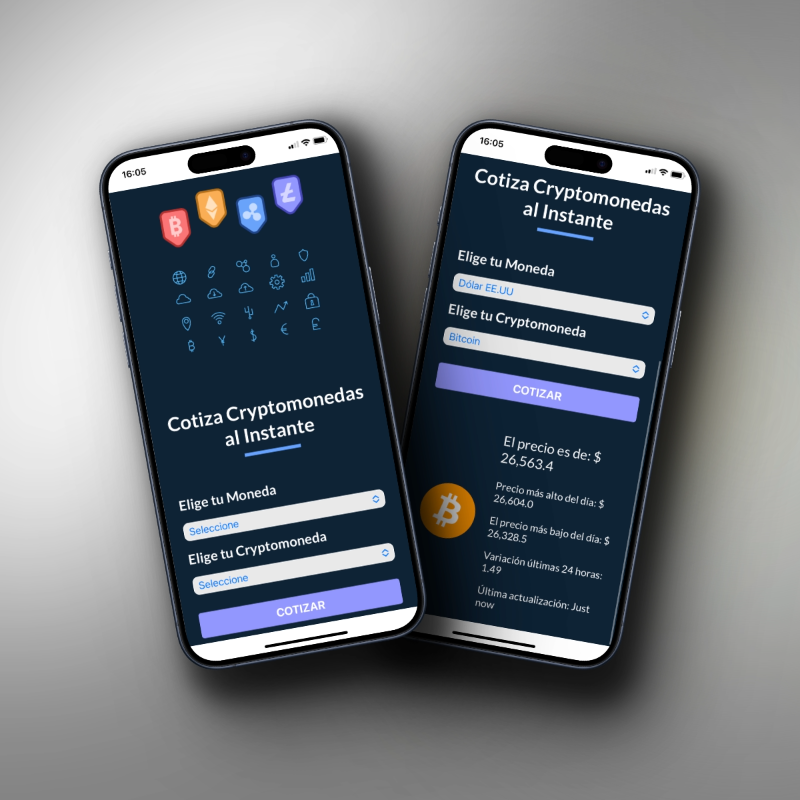 16:05
Cotiza Cryptomonedas
al Instante
Elige tu Moneda
Seleccione
Elige tu Cryptomoneda
Seleccione
COTIZAR
16:05
Cotiza Cryptomonedas
al Instante
Elige tu Moneda
Dólar EE.UU
Elige tu Cryptomoneda
Bitcoin
COTIZAR
El precio es de: $
26,563.4
Precio más alto del día: $
26,604.0
El precio más bajo del día: $
26,328.5
Variación últimas 24 horas:
1.49
Última actualización: Just
now